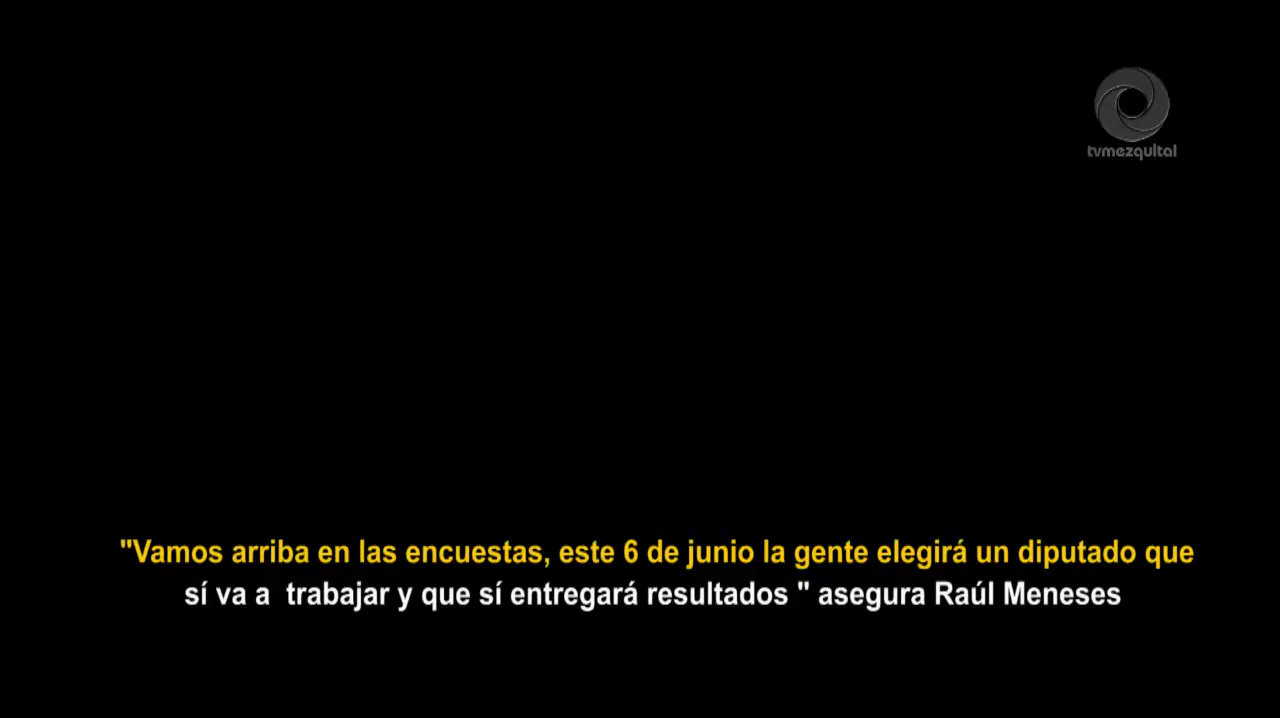 tvmezquital
"Vamos arriba en las encuestas, este 6 de junio la gente elegirá un diputado que
sí va a  trabajar y que sí entregará resultados " asegura Raúl Meneses